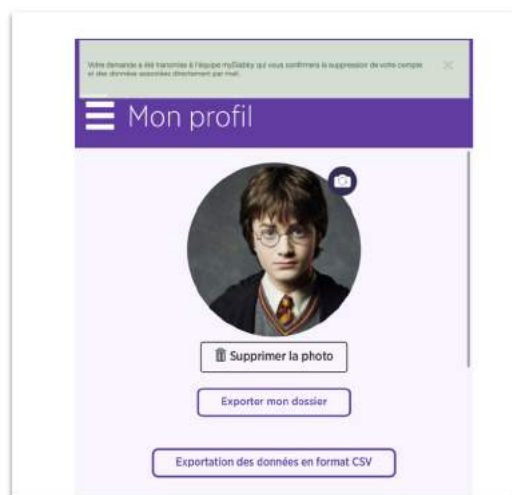 Votre demande a été transmise à l'équipe myDiabby qui vous confirmera la suppression de votre compte
et des données associées directement par mail.
Mon profil
Supprimer la photo
Exporter mon dossier
Exportation des données en format CSV